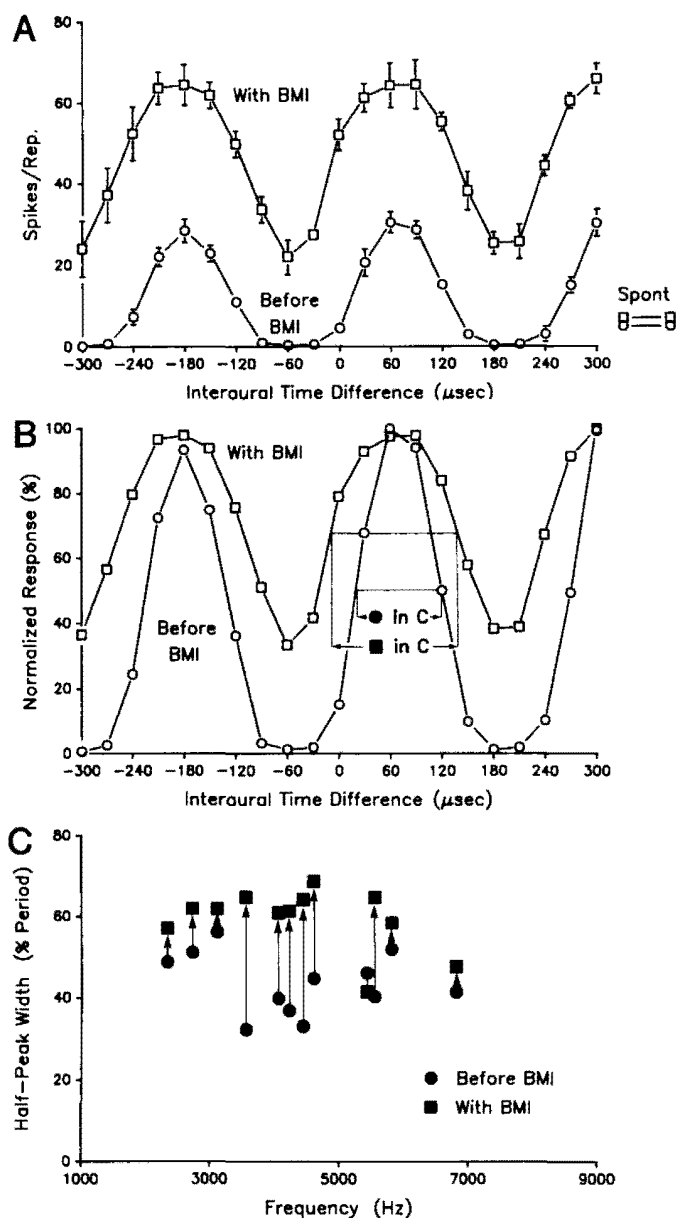 A
80
60
40
20
0
Spikes/Rep.
With BMI
Before
BMI
Spont
-300 -240 -180 -120 -60 0 60 120 180 240 300
Interaural Time Difference (μsec)
B
100
80
60
40
20
0
Normalized Response (%)
With BMI
Before
BMI
● in C
■ in C
-300 -240 -180 -120 -60 0 60 120 180 240 300
Interaural Time Difference (μsec)
C
80
60
40
20
0
Half-Peak Width (% Period)
● Before BMI
■ With BMI
1000 3000 5000 7000 9000
Frequency (Hz)